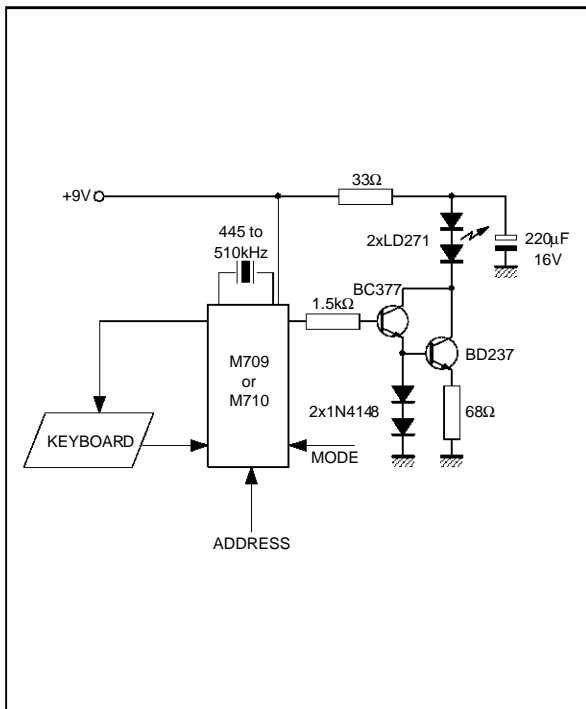 33Ω
+9V
445 to
510kHz
2xLD271
220µF
16V
BC377
1.5kΩ
M709
or
M710
BD237
2x1N4148
68Ω
KEYBOARD
MODE
ADDRESS